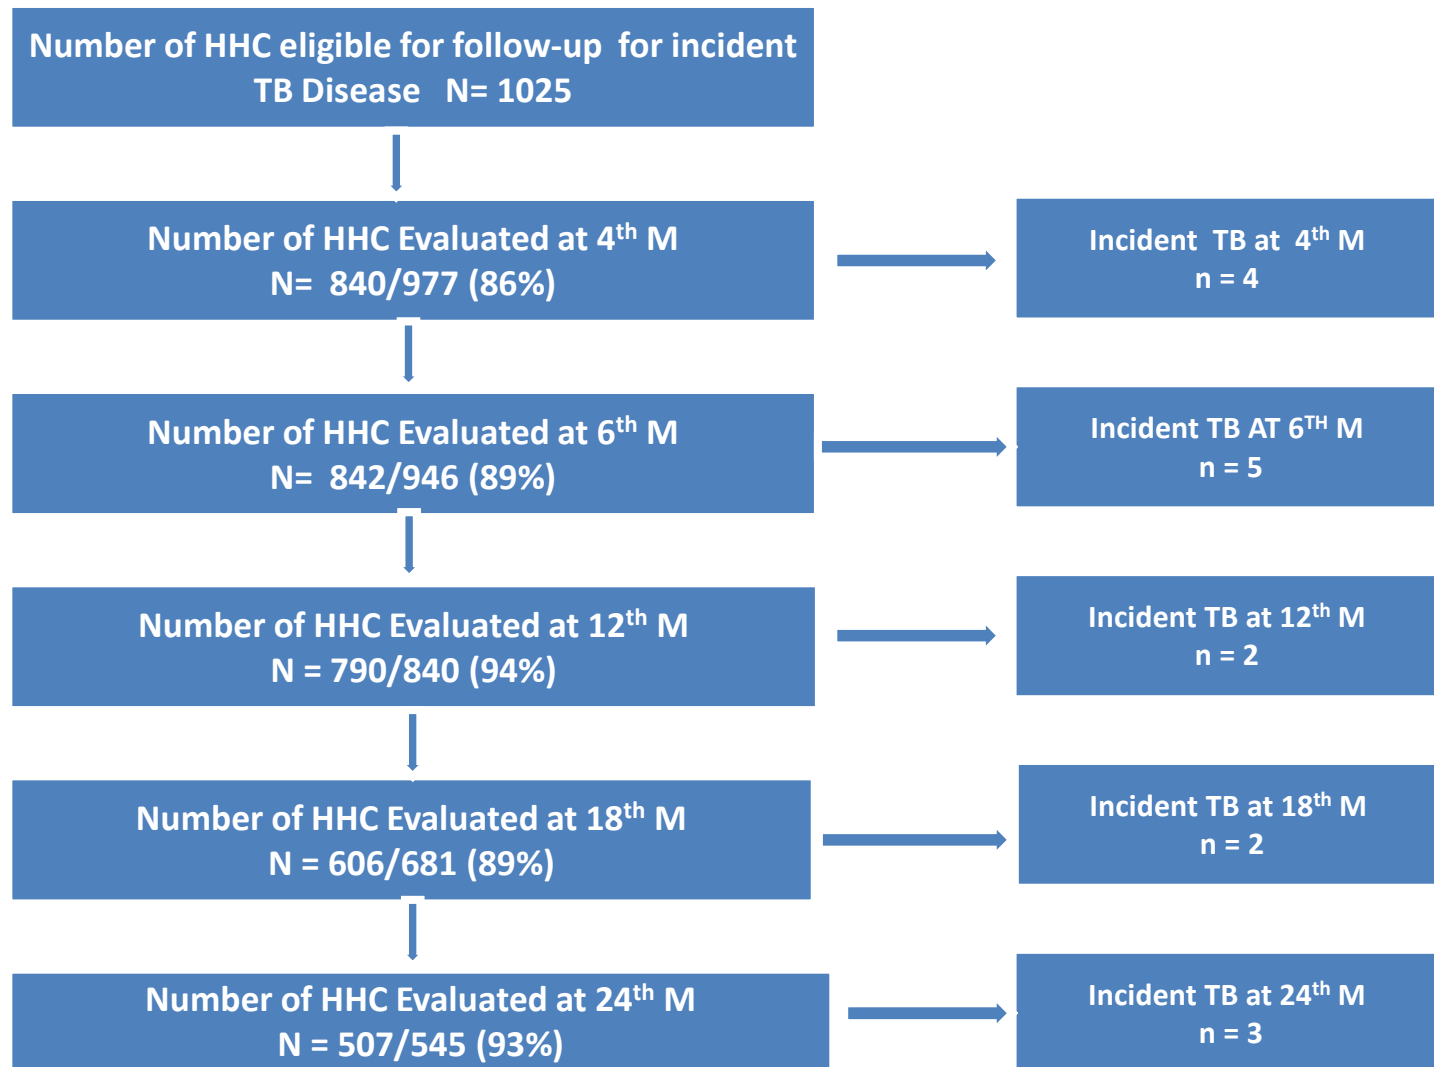 Number of HHC eligible for follow-up for incident
TB Disease N= 1025
Number of HHC Evaluated at 4th M
N= 840/977 (86%)
Incident TB at 4th M
n = 4
Number of HHC Evaluated at 6th M
N= 842/946 (89%)
Incident TB AT 6TH M
n = 5
Number of HHC Evaluated at 12th M
N = 790/840 (94%)
Incident TB at 12th M
n = 2
Number of HHC Evaluated at 18th M
N = 606/681 (89%)
Incident TB at 18th M
n = 2
Number of HHC Evaluated at 24th M
N = 507/545 (93%)
Incident TB at 24th M
n = 3